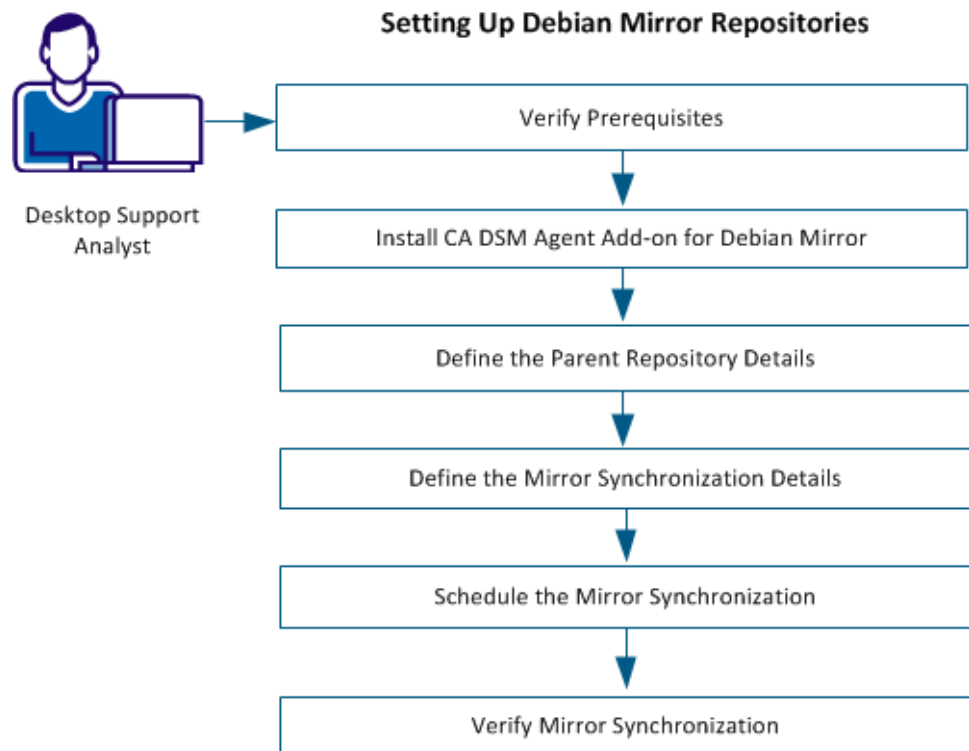 Setting Up Debian Mirror Repositories
Verify Prerequisites
Desktop Support
Analyst
Install CA DSM Agent Add-on for Debian Mirror
Define the Parent Repository Details
Define the Mirror Synchronization Details
Schedule the Mirror Synchronization
Verify Mirror Synchronization